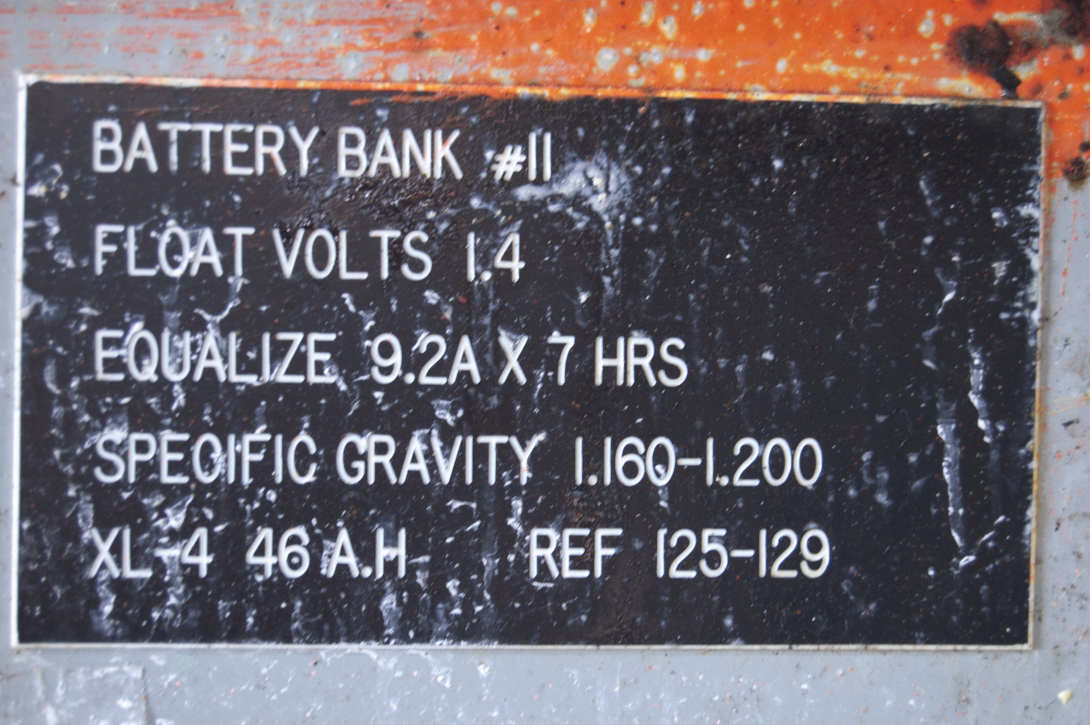 BATTERY BANK #11
FLOAT VOLTS 1.4
EQUALIZE 9.2A X 7 HRS
SPECIFIC GRAVITY 1.160-1.200
XL-4 46 A.H REF 125-129